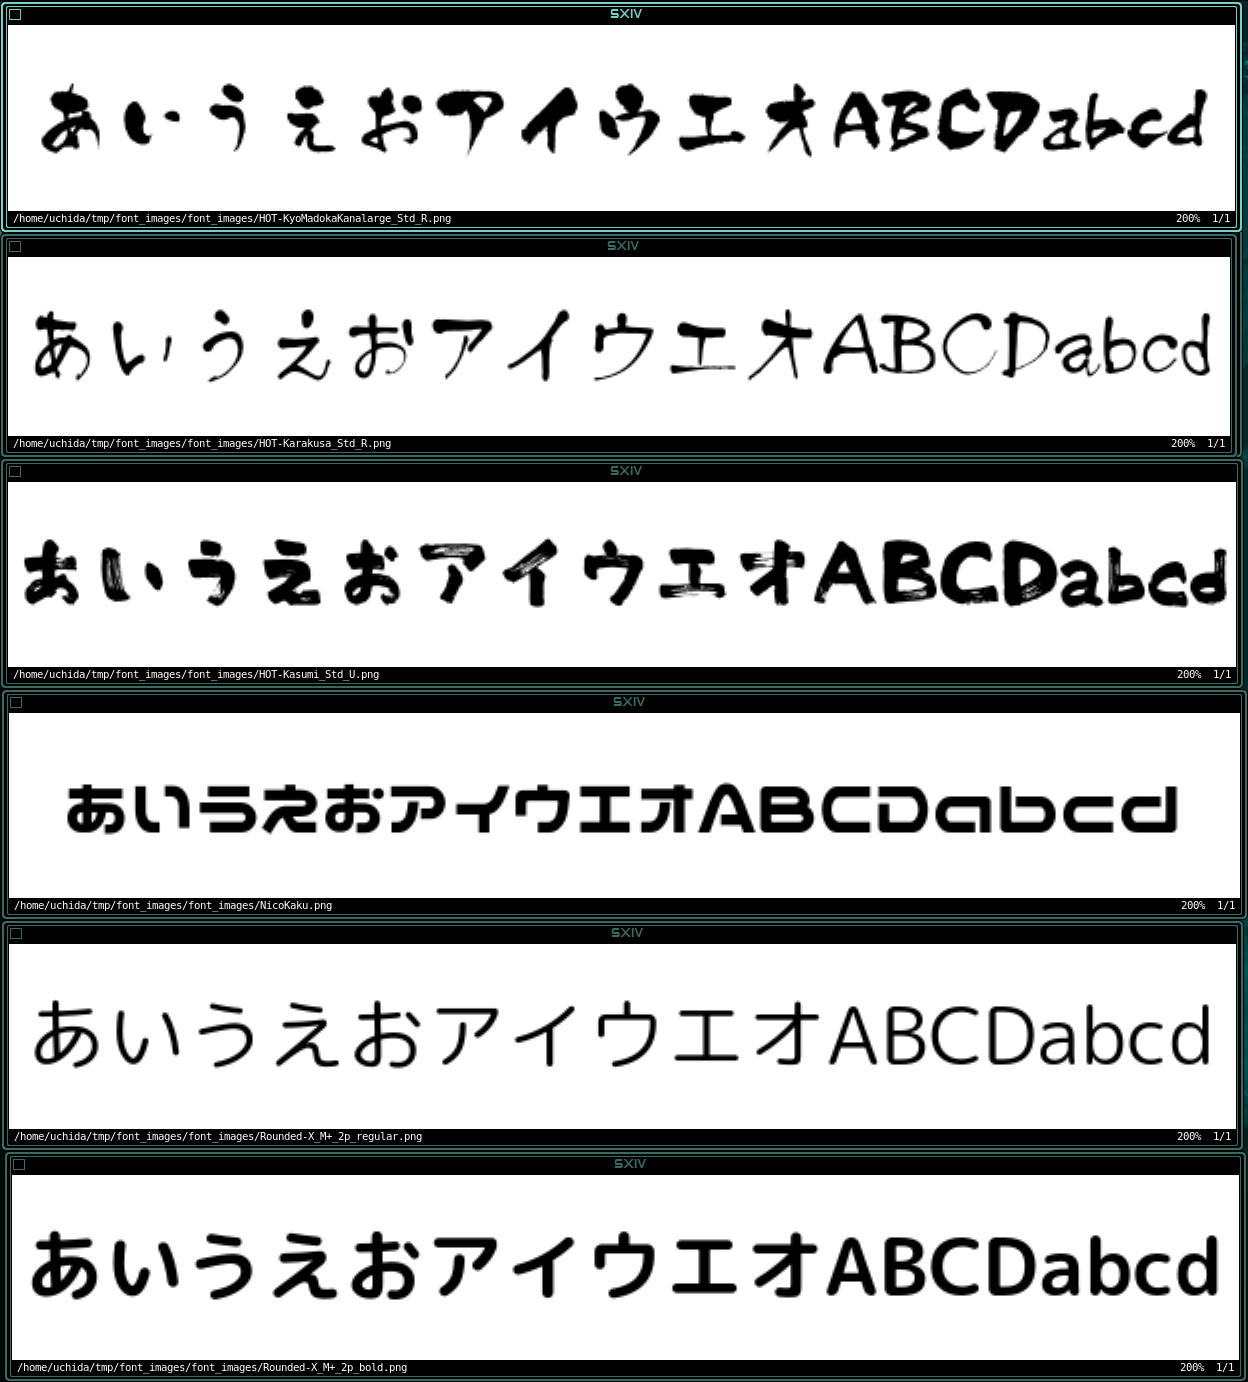 SXIV
あいうえおアイウエオABCDabcd
/home/uchida/tmp/font_images/font_images/HOT-KyoMadokaKanalarge_Std_R.png 200% 1/1
SXIV
あいうえおアイウエオABCDabcd
/home/uchida/tmp/font_images/font_images/HOT-Karakusa_Std_R.png 200% 1/1
SXIV
あいうえおアイウエオABCDabcd
/home/uchida/tmp/font_images/font_images/HOT-Kasumi_Std_U.png 200% 1/1
SXIV
あいうえおアイウエオABCDabcd
/home/uchida/tmp/font_images/font_images/NicoKaku.png 200% 1/1
SXIV
あいうえおアイウエオABCDabcd
/home/uchida/tmp/font_images/font_images/Rounded-X_M+_2p_regular.png 200% 1/1
SXIV
あいうえおアイウエオABCDabcd
/home/uchida/tmp/font_images/font_images/Rounded-X_M+_2p_bold.png 200% 1/1